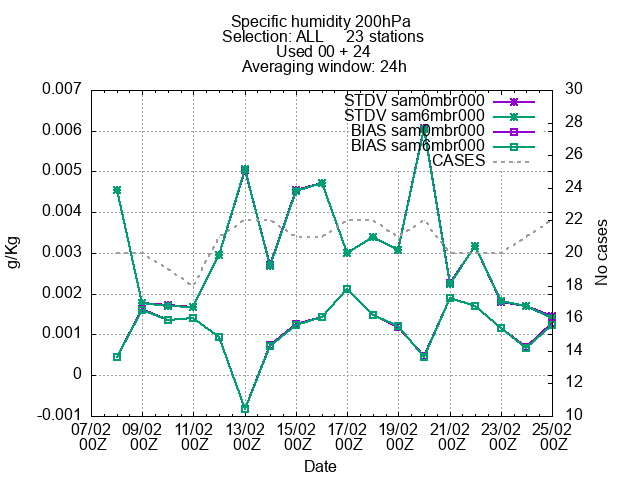 Specific humidity 200hPa
Selection: ALL 23 stations
Used 00 + 24
Averaging window: 24h
STDV sam0mbr000
STDV sam6mbr000
BIAS sam0mbr000
BIAS sam6mbr000
CASES
g/Kg
0.007
0.006
0.005
0.004
0.003
0.002
0.001
0
-0.001
30
28
26
24
22
20
18
16
14
12
10
No cases
07/02 09/02 11/02 13/02 15/02 17/02 19/02 21/02 23/02 25/02
00Z 00Z 00Z 00Z 00Z 00Z 00Z 00Z 00Z 00Z
Date